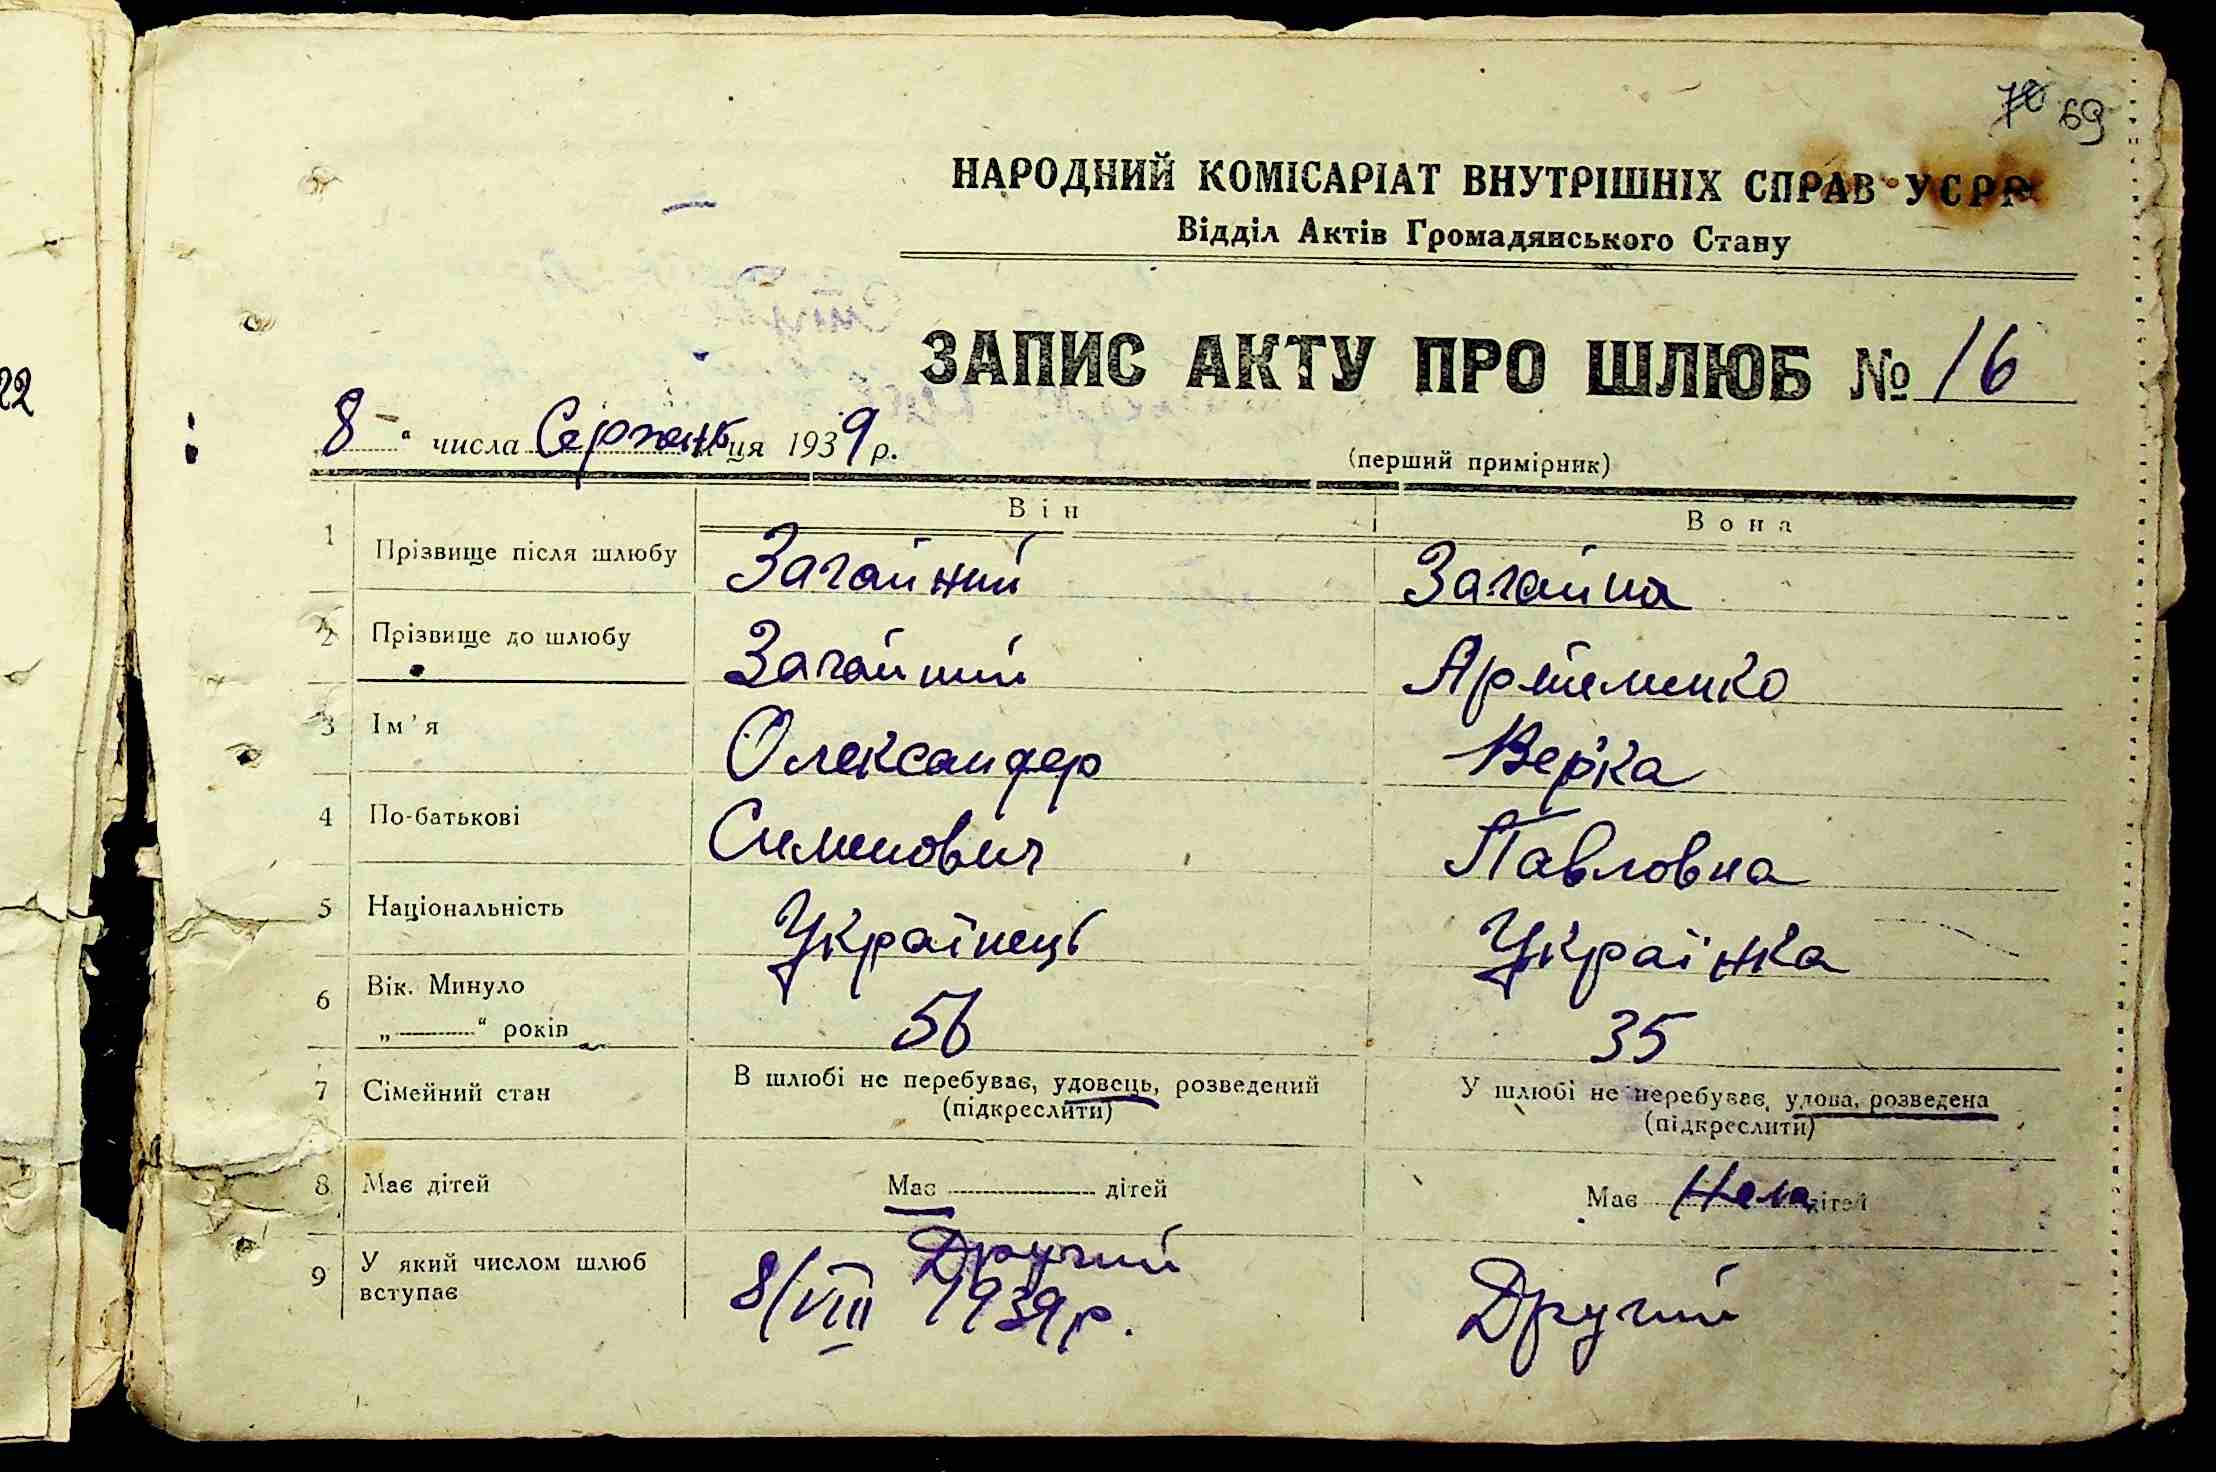 22
70 69
НАРОДНИЙ КОМІСАРІАТ ВНУТРІШНІХ СПРАВ УСРР
Відділ Актів Громадянського Стану
ЗАПИС АКТУ ПРО ШЛЮБ № 16
8 " числа Серпень ця 1939 р.
(перший примірник)
Він Вона
1 Прізвище після шлюбу Загайний Загайна
2 Прізвище до шлюбу Загайний Артеменко
3 Ім'я Олександер Верка
4 По-батькові Сименович Павловна
5 Національність Українець Українка
6 Вік. Минуло 56 35
„ " років
7 Сімейний стан В шлюбі не перебуває, удовець, розведений У шлюбі не перебуває, удова, розведена
(підкреслити) (підкреслити)
8 Має дітей Має дітей Має Нема дітей
9 У який числом шлюб Другий Другий
вступає 8/VIII 1939 р.